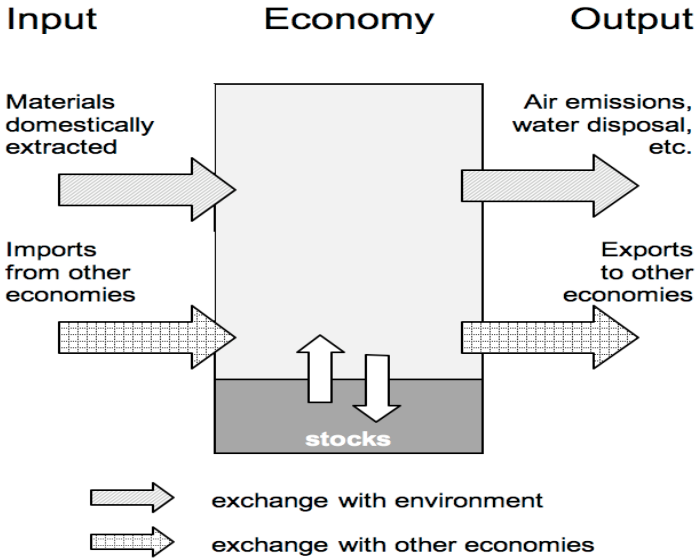 Input
Economy
Output
Materials
domestically
extracted
Air emissions,
water disposal,
etc.
Imports
from other
economies
Exports
to other
economies
stocks
exchange with environment
exchange with other economies